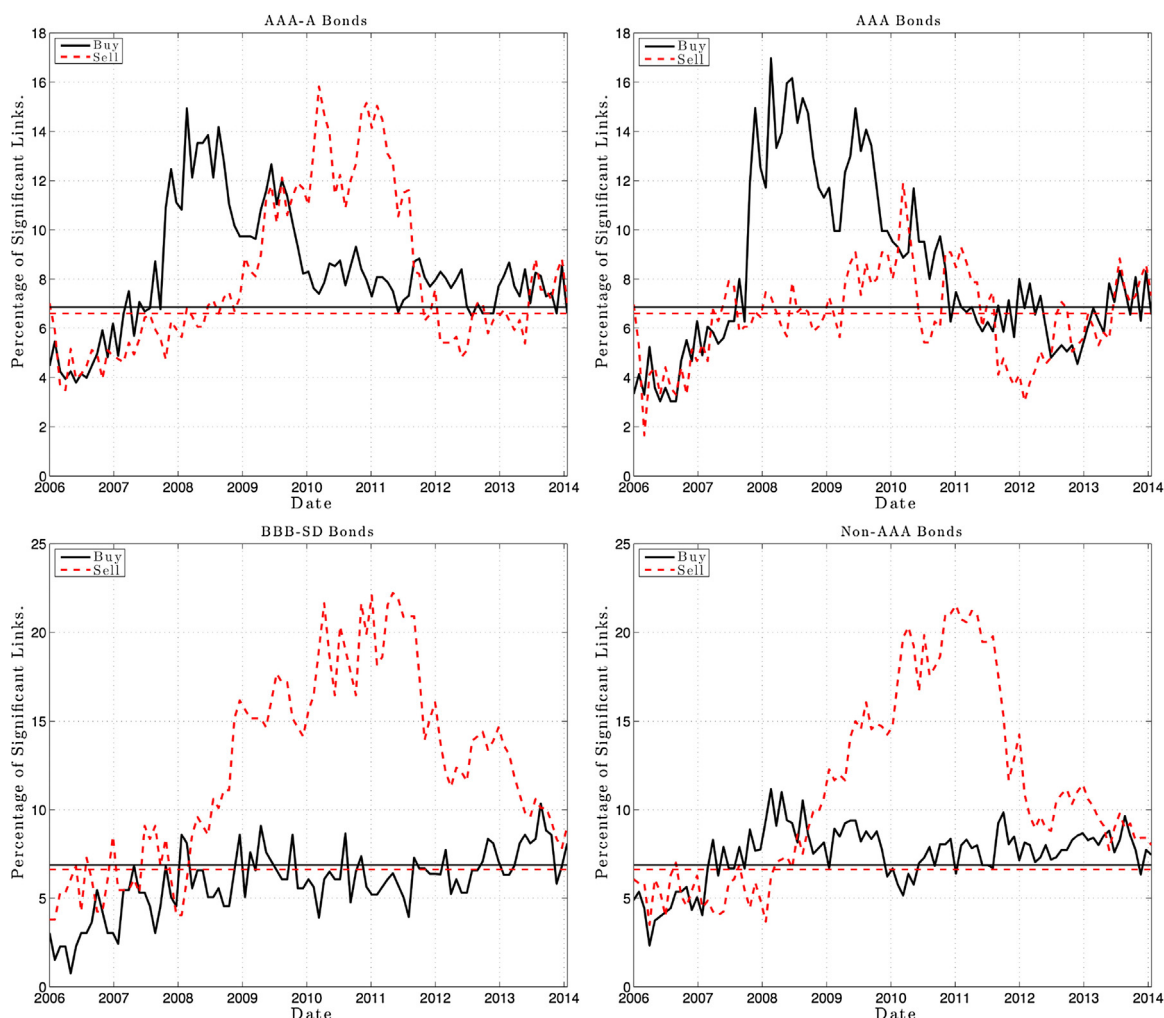 AAA-A Bonds
Percentage of Significant Links.
18
16
14
12
10
8
6
4
2
0
Buy
Sell
2006 2007 2008 2009 2010 2011 2012 2013 2014
Date
AAA Bonds
Percentage of Significant Links.
18
16
14
12
10
8
6
4
2
0
Buy
Sell
2006 2007 2008 2009 2010 2011 2012 2013 2014
Date
BBB-SD Bonds
Percentage of Significant Links.
25
20
15
10
5
0
Buy
Sell
2006 2007 2008 2009 2010 2011 2012 2013 2014
Date
Non-AAA Bonds
Percentage of Significant Links.
25
20
15
10
5
0
Buy
Sell
2006 2007 2008 2009 2010 2011 2012 2013 2014
Date